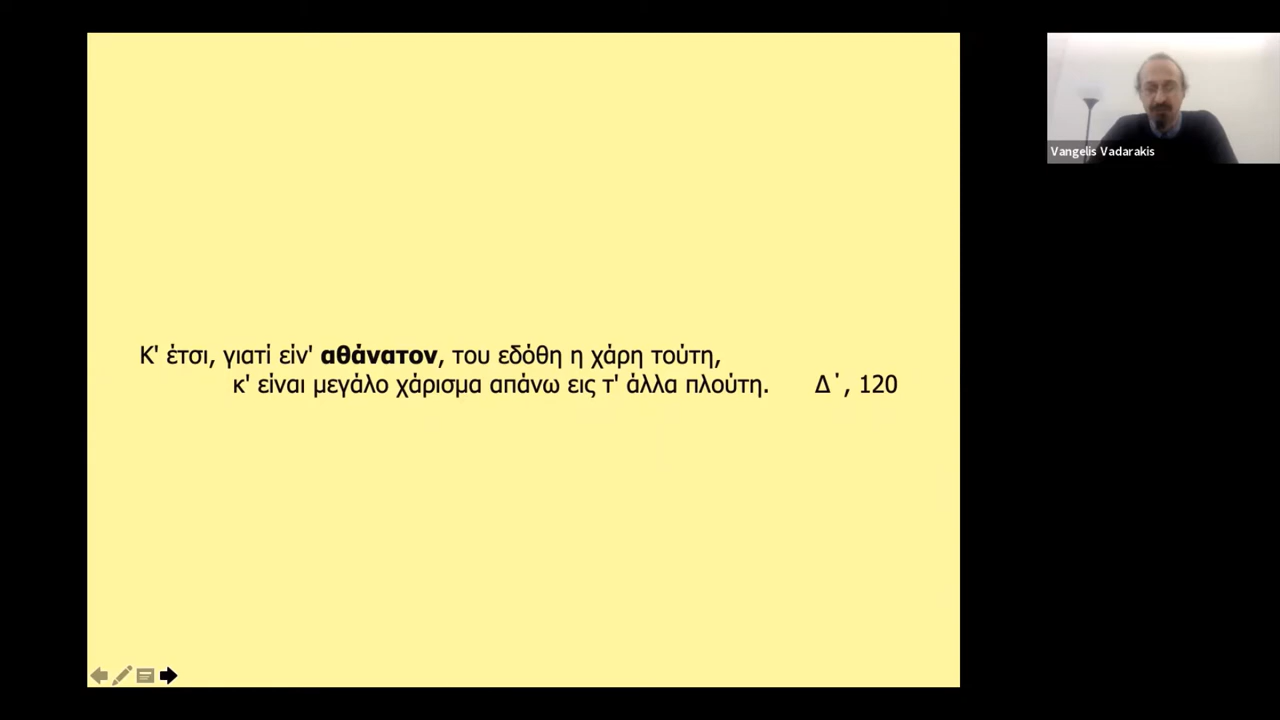 Κ' έτσι, γιατί είν' αθάνατον, του εδόθη η χάρη τούτη,
κ' είναι μεγάλο χάρισμα απάνω εις τ' άλλα πλούτη. Δ΄, 120
Vangelis Vadarakis